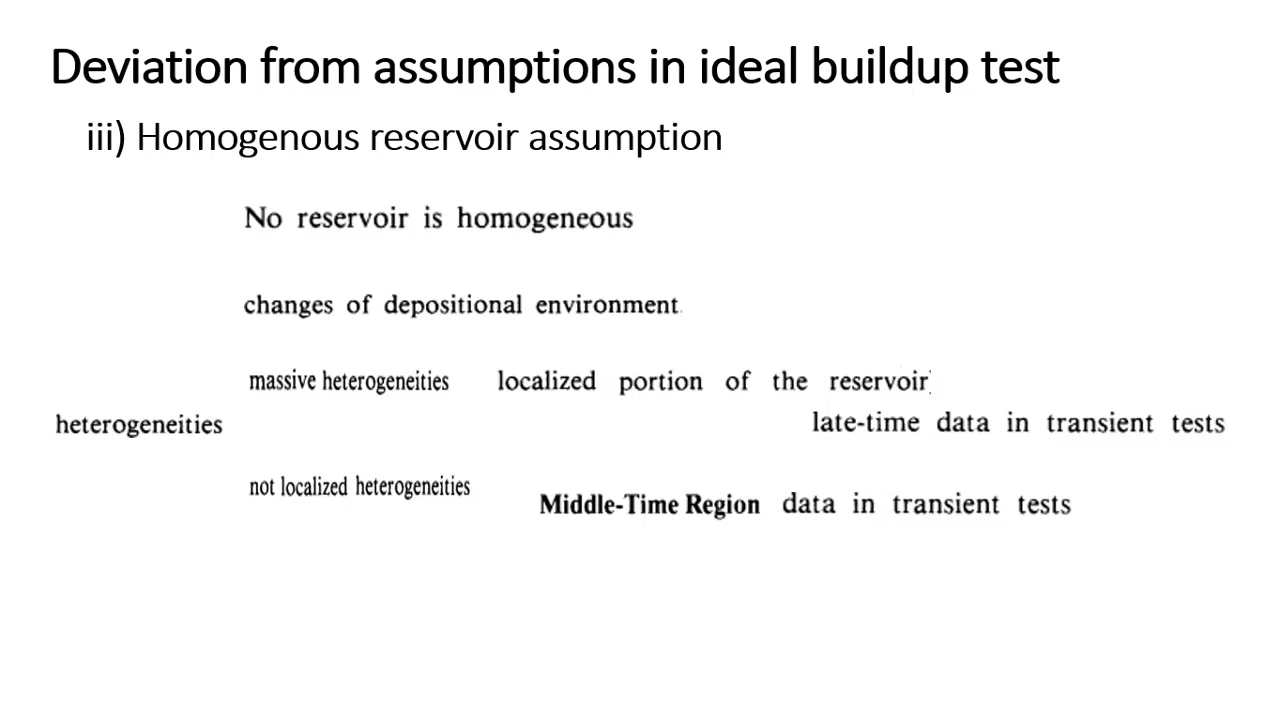 Deviation from assumptions in ideal buildup test
iii) Homogenous reservoir assumption
No reservoir is homogeneous
changes of depositional environment.
massive heterogeneities localized portion of the reservoir
heterogeneities late-time data in transient tests
not localized heterogeneities
Middle-Time Region data in transient tests